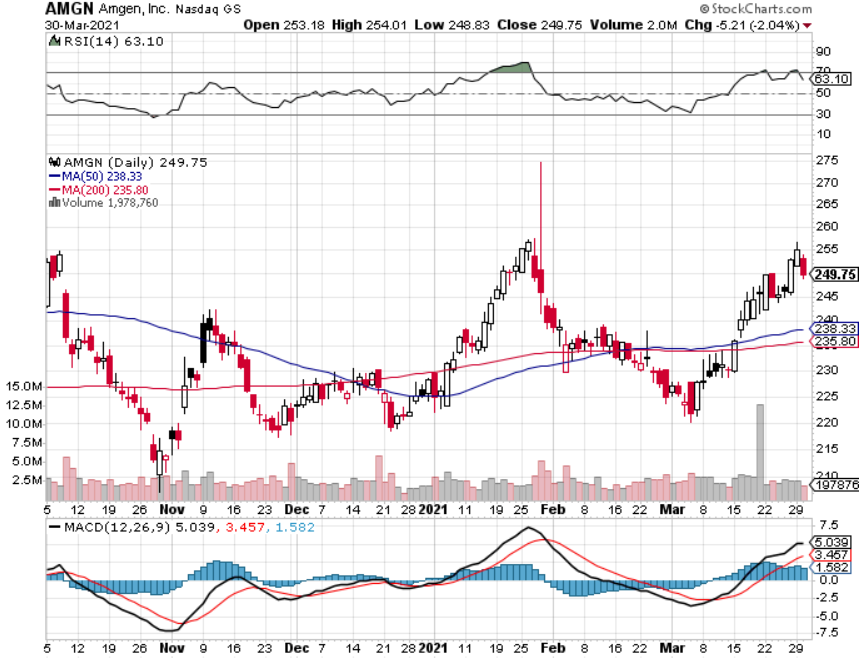 AMGN Amgen, Inc. Nasdaq GS © StockCharts.com
30-Mar-2021 Open 253.18 High 254.01 Low 248.83 Close 249.75 Volume 2.0M Chg -5.21 (-2.04%)
RSI(14) 63.10
90
70
63.10
50
30
10
AMGN (Daily) 249.75
MA(50) 238.33
MA(200) 235.80
Volume 1,978,760
275
270
265
260
255
249.75
245
240
238.33
235.80
230
225
220
215
210
15.0M
12.5M
10.0M
7.5M
5.0M
2.5M
197876
5 12 19 26 Nov 9 16 23 Dec 7 14 21 28 2021 11 19 25 Feb 8 16 22 Mar 8 15 22 29
MACD(12,26,9) 5.039, 3.457, 1.582
7.5
5.039
3.457
1.582
0.0
-2.5
-5.0
-7.5
5 12 19 26 Nov 9 16 23 Dec 7 14 21 28 2021 11 19 25 Feb 8 16 22 Mar 8 15 22 29